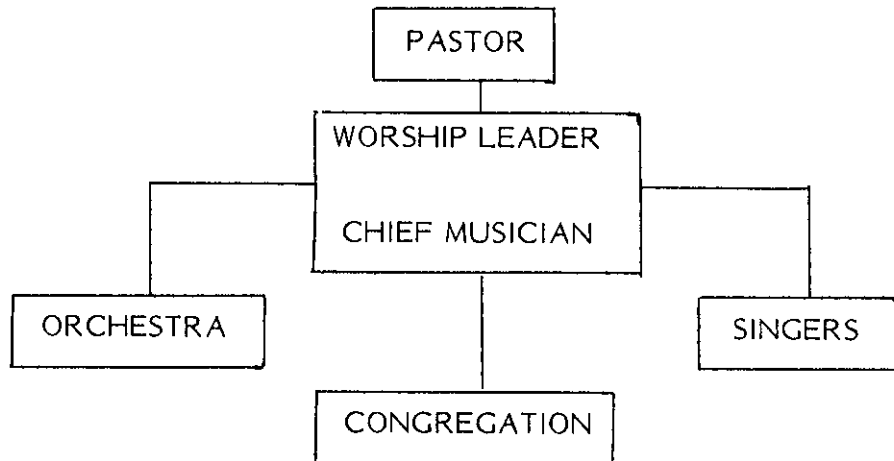 PASTOR
WORSHIP LEADER
CHIEF MUSICIAN
ORCHESTRA
SINGERS
CONGREGATION